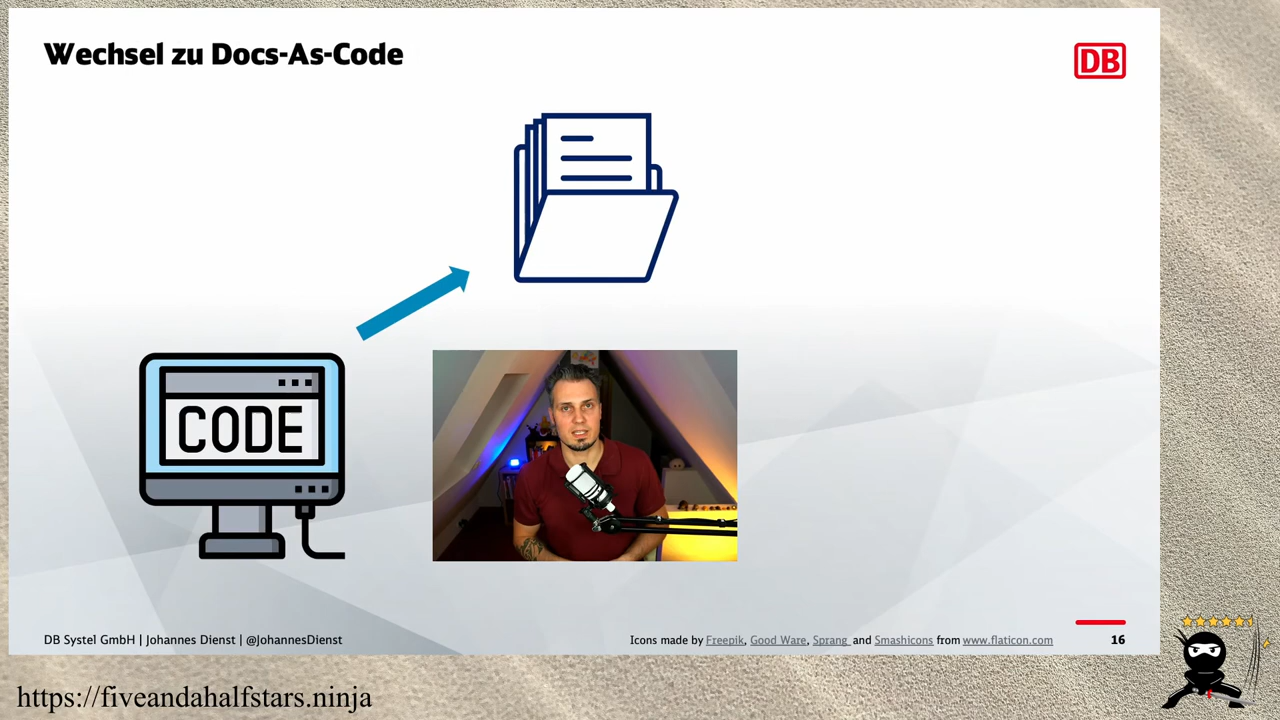 Wechsel zu Docs-As-Code
DB
CODE
DB Systel GmbH | Johannes Dienst | @JohannesDienst
Icons made by Freepik, Good Ware, Sprang and Smashicons from www.flaticon.com
16
https://fiveandahalfstars.ninja